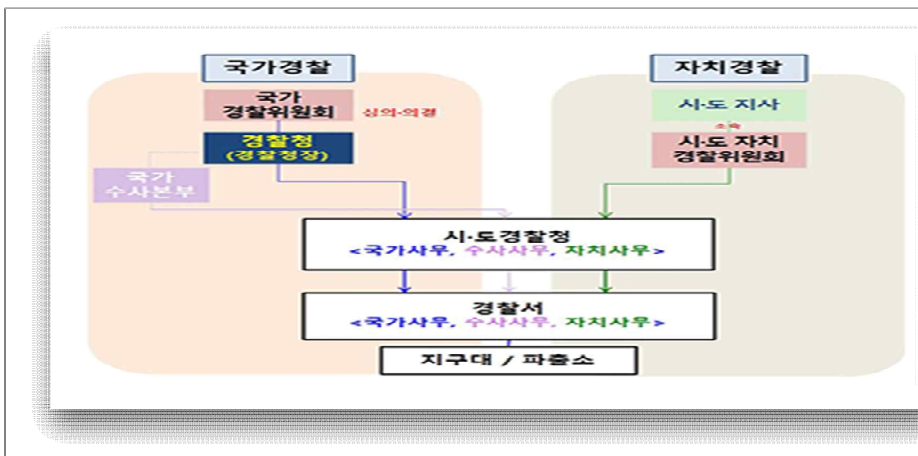 국가경찰
자치경찰
국가
경찰위원회
심의·의결
시·도 지사
소속
경찰청
(경찰청장)
시·도 자치
경찰위원회
국가
수사본부
시·도경찰청
<국가사무, 수사사무, 자치사무>
경찰서
<국가사무, 수사사무, 자치사무>
지구대 / 파출소